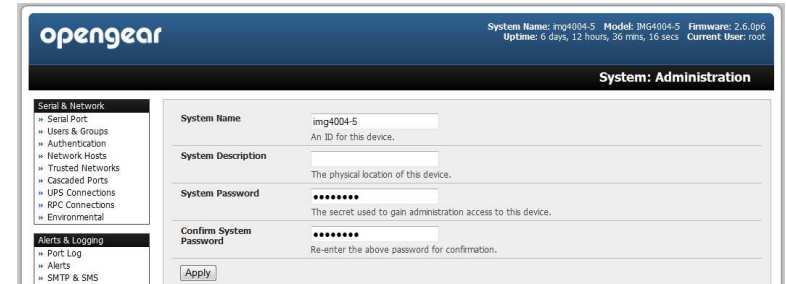 opengear
System Name: img4004-5 Model: IMG4004-5 Firmware: 2.6.0p6
Uptime: 6 days, 12 hours, 36 mins, 16 secs Current User: root
System: Administration
Serial & Network
» Serial Port
» Users & Groups
» Authentication
» Network Hosts
» Trusted Networks
» Cascaded Ports
» UPS Connections
» RPC Connections
» Environmental
Alerts & Logging
» Port Log
» Alerts
» SMTP & SMS
System Name
img4004-5
An ID for this device.
System Description
The physical location of this device.
System Password
••••••••
The secret used to gain administration access to this device.
Confirm System
Password
••••••••
Re-enter the above password for confirmation.
Apply